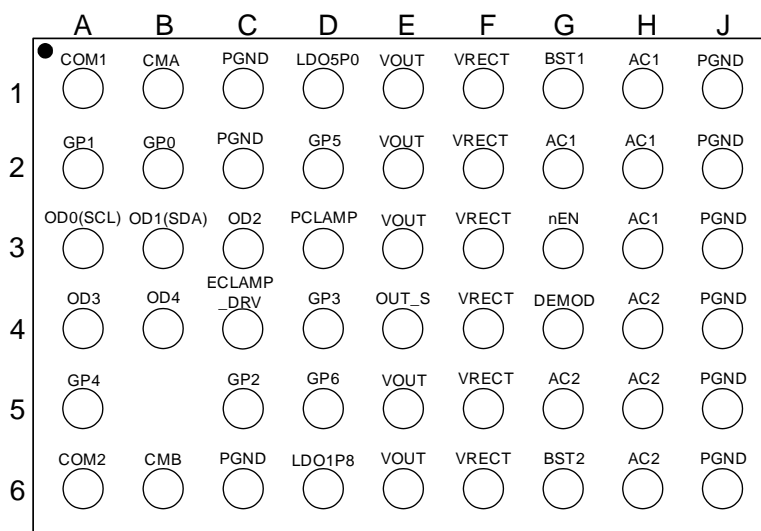 A B C D E F G H J
COM1 CMA PGND LDO5P0 VOUT VRECT BST1 AC1 PGND
1
GP1 GP0 PGND GP5 VOUT VRECT AC1 AC1 PGND
2
OD0(SCL) OD1(SDA) OD2 PCLAMP VOUT VRECT nEN AC1 PGND
3
OD3 OD4 ECLAMP
_DRV GP3 OUT_S VRECT DEMOD AC2 PGND
4
GP4 GP2 GP6 VOUT VRECT AC2 AC2 PGND
5
COM2 CMB PGND LDO1P8 VOUT VRECT BST2 AC2 PGND
6